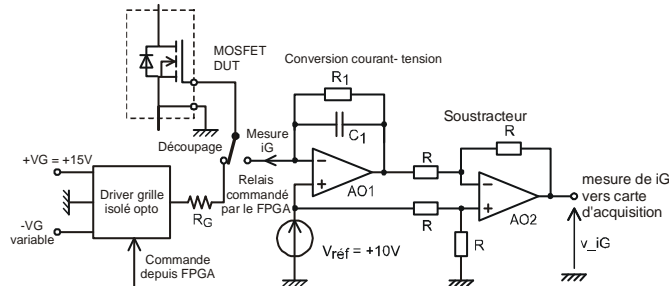 MOSFET
DUT
Conversion courant- tension
R1
C1
Découpage
Mesure
iG
Soustracteur
R
+VG = +15V
Driver grille
isolé opto
RG
Relais
commandé
par le FPGA
AO1
R
AO2
mesure de iG
vers carte
d'acquisition
-VG
variable
R
R
Vréf = +10V
v_iG
Commande
depuis FPGA